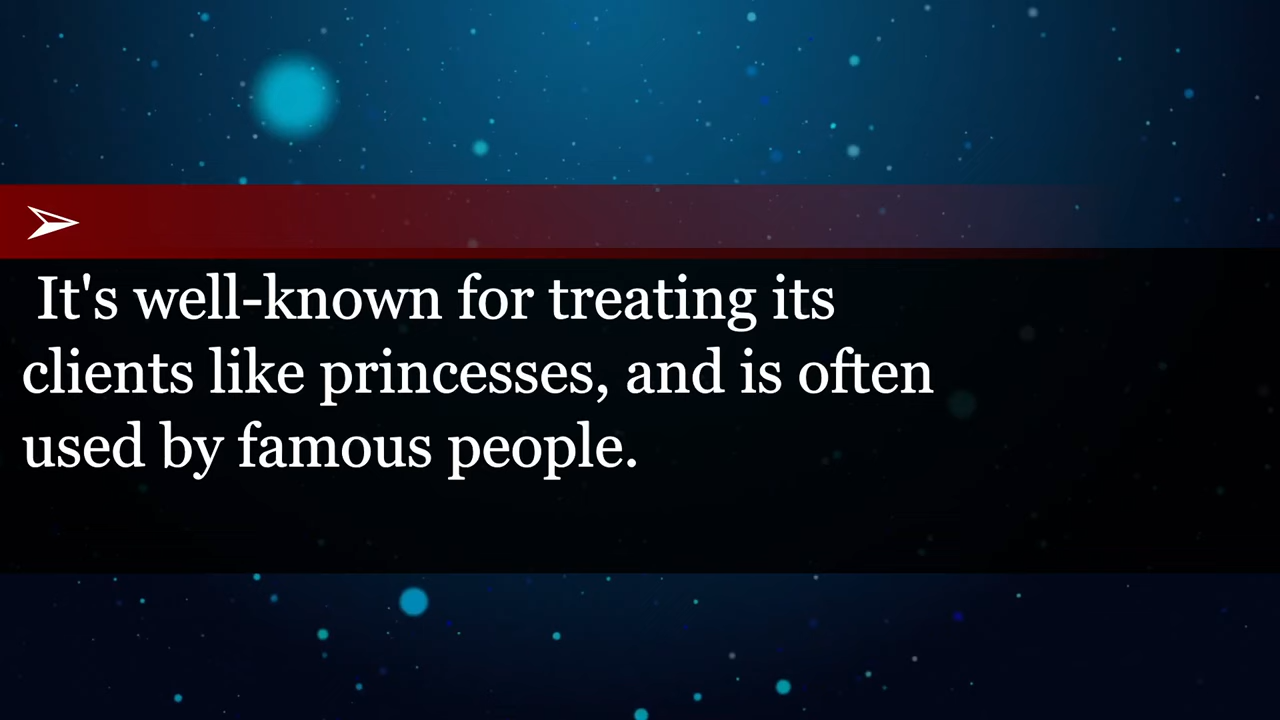 It's well-known for treating its
clients like princesses, and is often
used by famous people.